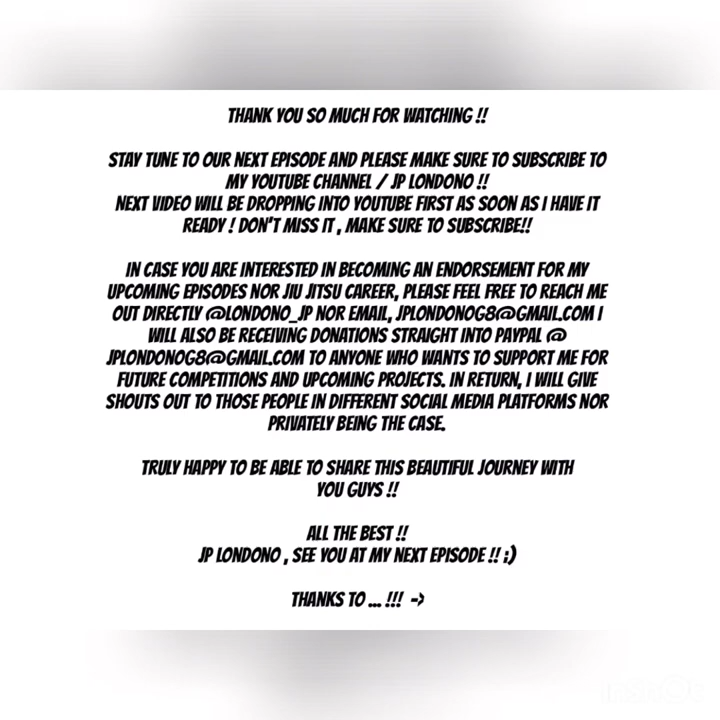 THANK YOU SO MUCH FOR WATCHING !!
STAY TUNE TO OUR NEXT EPISODE AND PLEASE MAKE SURE TO SUBSCRIBE TO
MY YOUTUBE CHANNEL / JP LONDONO !!
NEXT VIDEO WILL BE DROPPING INTO YOUTUBE FIRST AS SOON AS I HAVE IT
READY ! DON'T MISS IT , MAKE SURE TO SUBSCRIBE!!
IN CASE YOU ARE INTERESTED IN BECOMING AN ENDORSEMENT FOR MY
UPCOMING EPISODES NOR JIU JITSU CAREER, PLEASE FEEL FREE TO REACH ME
OUT DIRECTLY @LONDONO_JP NOR EMAIL, JPLONDONOG8@GMAIL.COM I
WILL ALSO BE RECEIVING DONATIONS STRAIGHT INTO PAYPAL @
JPLONDONOG8@GMAIL.COM TO ANYONE WHO WANTS TO SUPPORT ME FOR
FUTURE COMPETITIONS AND UPCOMING PROJECTS. IN RETURN, I WILL GIVE
SHOUTS OUT TO THOSE PEOPLE IN DIFFERENT SOCIAL MEDIA PLATFORMS NOR
PRIVATELY BEING THE CASE.
TRULY HAPPY TO BE ABLE TO SHARE THIS BEAUTIFUL JOURNEY WITH
YOU GUYS !!
ALL THE BEST !!
JP LONDONO , SEE YOU AT MY NEXT EPISODE !! ;)
THANKS TO ... !!! ->